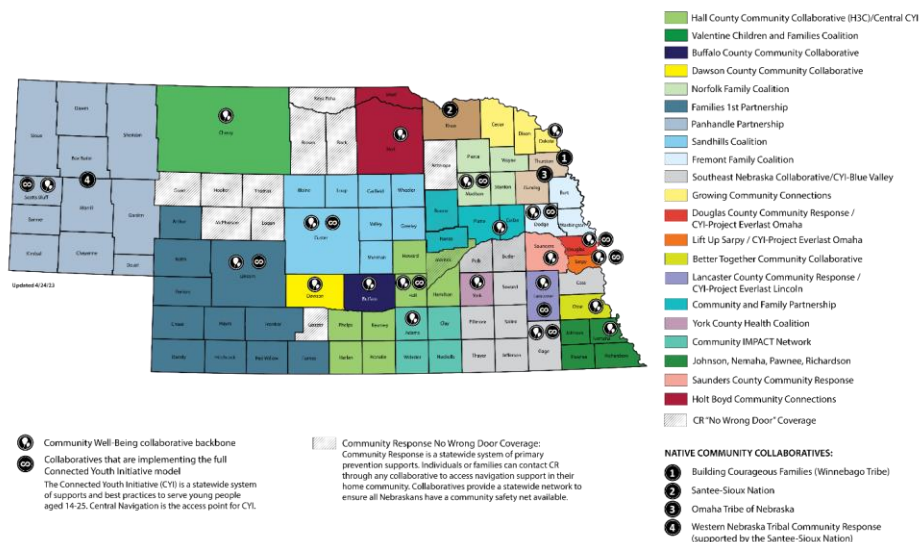 Hall County Community Collaborative (H3C)/Central CYI
Valentine Children and Families Coalition
Buffalo County Community Collaborative
Dawson County Community Collaborative
Norfolk Family Coalition
Families 1st Partnership
Panhandle Partnership
Sandhills Coalition
Fremont Family Coalition
Southeast Nebraska Collaborative/CYI-Blue Valley
Growing Community Connections
Douglas County Community Response /
CYI-Project Everlast Omaha
Lift Up Sarpy / CYI-Project Everlast Omaha
Better Together Community Collaborative
Lancaster County Community Response /
CYI-Project Everlast Lincoln
Community and Family Partnership
York County Health Coalition
Community IMPACT Network
Johnson, Nemaha, Pawnee, Richardson
Saunders County Community Response
Holt Boyd Community Connections
CR "No Wrong Door" Coverage
NATIVE COMMUNITY COLLABORATIVES:
1 Building Courageous Families (Winnebago Tribe)
2 Santee-Sioux Nation
3 Omaha Tribe of Nebraska
4 Western Nebraska Tribal Community Response
(supported by the Santee-Sioux Nation)
Sioux
Dawes
Sheridan
Box Butte
Scotts Bluff
4
Morrill
Garden
Banner
Kimball
Cheyenne
Deuel
Cherry
Keya Paha
Boyd
Brown
Rock
Holt
2
Knox
Cedar
Dixon
Dakota
Antelope
Pierce
Wayne
Thurston
1
3
Madison
Stanton
Cuming
Burt
Grant
Hooker
Thomas
Blaine
Loup
Garfield
Wheeler
Arthur
McPherson
Logan
Custer
Valley
Greeley
Boone
Nance
Platte
Colfax
Dodge
Washington
Keith
Lincoln
Sherman
Howard
Merrick
Polk
Butler
Saunders
Douglas
Sarpy
Perkins
Dawson
Buffalo
Hall
Hamilton
York
Seward
Lancaster
Cass
Otoe
Chase
Hayes
Frontier
Gosper
Phelps
Kearney
Adams
Clay
Fillmore
Saline
Gage
Johnson
Nemaha
Dundy
Hitchcock
Red Willow
Furnas
Harlan
Franklin
Webster
Nuckolls
Thayer
Jefferson
Pawnee
Richardson
Updated 4/24/23
Community Well-Being collaborative backbone
Collaboratives that are implementing the full
Connected Youth Initiative model
The Connected Youth Initiative (CYI) is a statewide system
of supports and best practices to serve young people
aged 14-25. Central Navigation is the access point for CYI.
Community Response No Wrong Door Coverage:
Community Response is a statewide system of primary
prevention supports. Individuals or families can contact CR
through any collaborative to access navigation support in their
home community. Collaboratives provide a statewide network to
ensure all Nebraskans have a community safety net available.